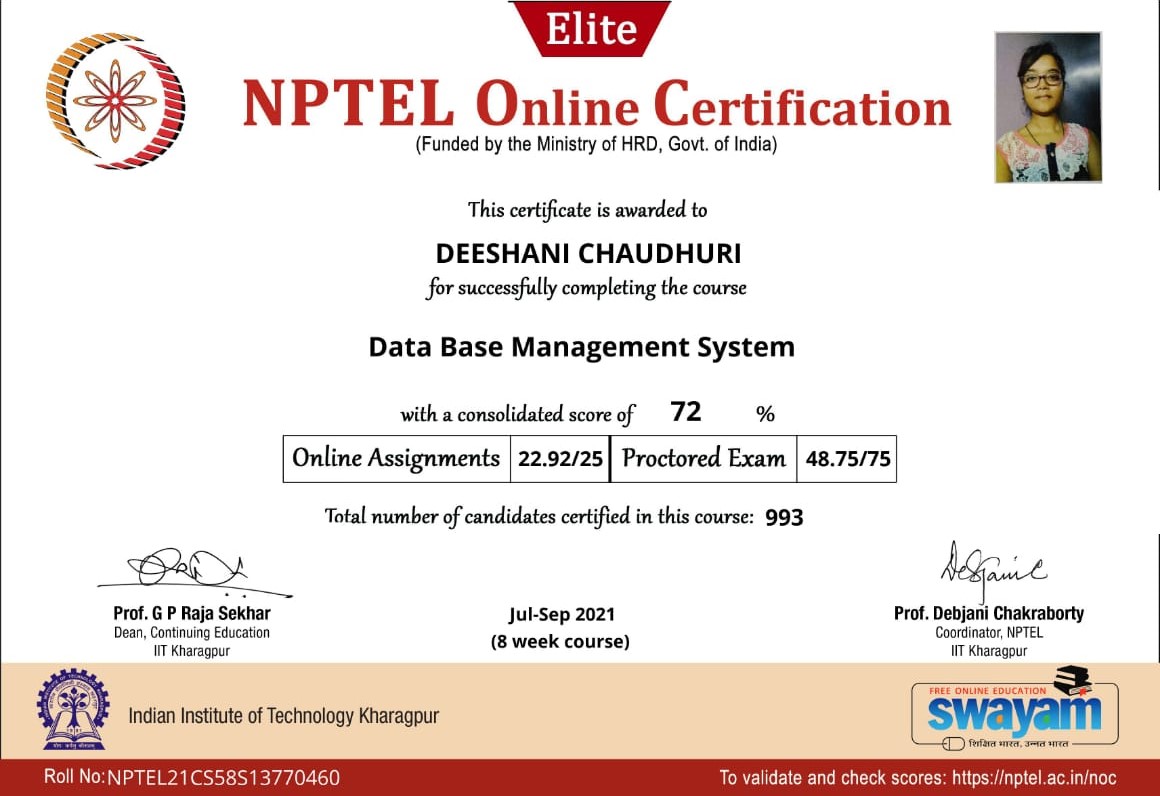 Elite
NPTEL Online Certification
(Funded by the Ministry of HRD, Govt. of India)
This certificate is awarded to
DEESHANI CHAUDHURI
for successfully completing the course
Data Base Management System
with a consolidated score of 72 %
Online Assignments 22.92/25 Proctored Exam 48.75/75
Total number of candidates certified in this course: 993
Prof. G P Raja Sekhar
Dean, Continuing Education
IIT Kharagpur
Jul-Sep 2021
(8 week course)
Prof. Debjani Chakraborty
Coordinator, NPTEL
IIT Kharagpur
Indian Institute of Technology Kharagpur
FREE ONLINE EDUCATION
swayam
शिक्षित भारत, उन्नत भारत
Roll No:NPTEL21CS58S13770460
To validate and check scores: https://nptel.ac.in/noc